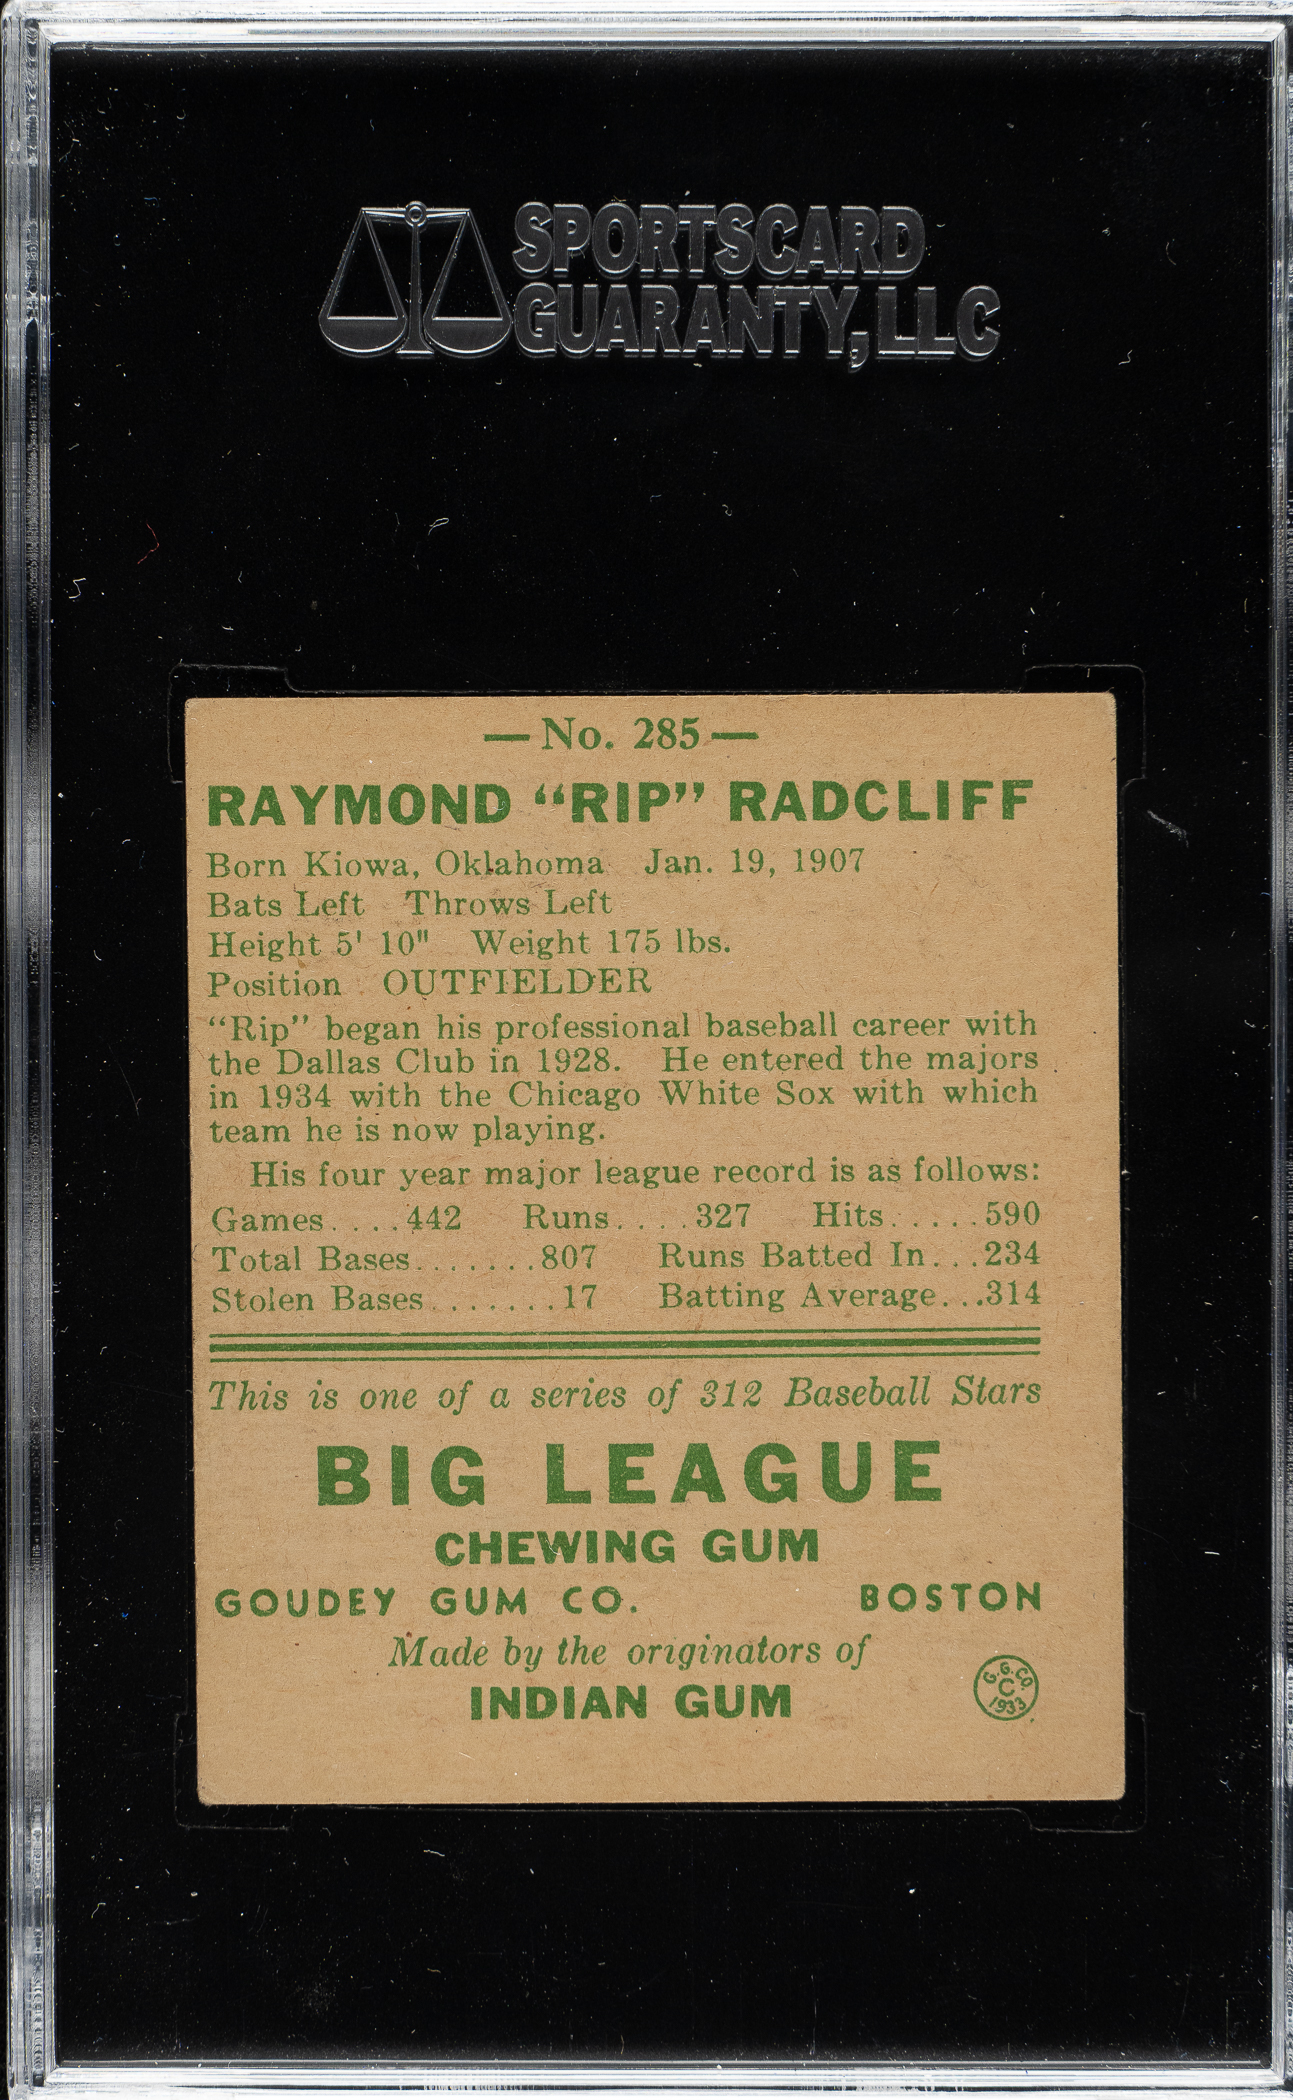 SPORTSCARD
GUARANTY, LLC
— No. 285 —
RAYMOND “RIP” RADCLIFF
Born Kiowa, Oklahoma Jan. 19, 1907
Bats Left Throws Left
Height 5' 10" Weight 175 lbs.
Position OUTFIELDER
“Rip” began his professional baseball career with
the Dallas Club in 1928. He entered the majors
in 1934 with the Chicago White Sox with which
team he is now playing.
His four year major league record is as follows:
Games....442 Runs....327 Hits.....590
Total Bases.......807 Runs Batted In...234
Stolen Bases.......17 Batting Average...314
This is one of a series of 312 Baseball Stars
BIG LEAGUE
CHEWING GUM
GOUDEY GUM CO. BOSTON
Made by the originators of
INDIAN GUM
G.G.CO.
C
1933